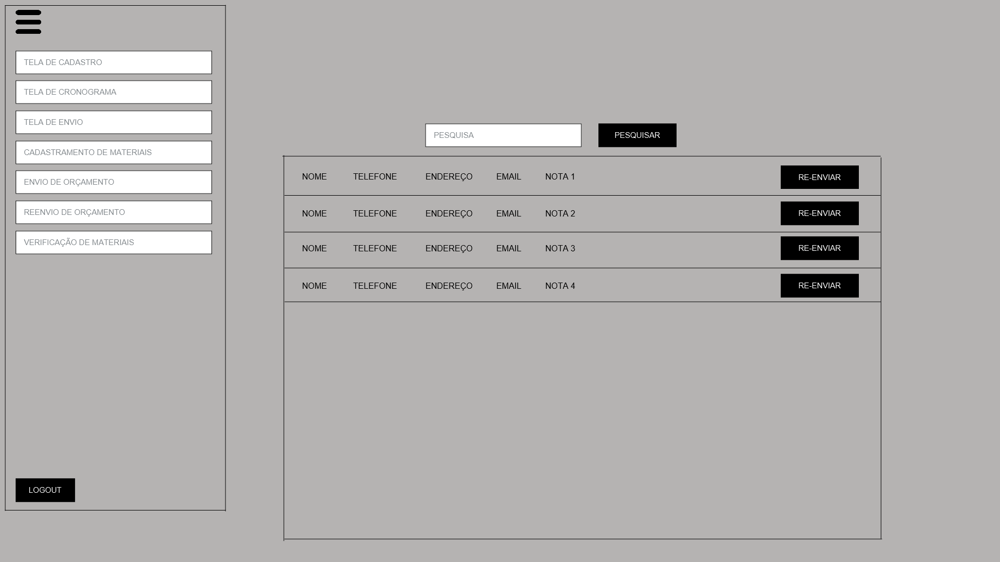 TELA DE CADASTRO
TELA DE CRONOGRAMA
TELA DE ENVIO
CADASTRAMENTO DE MATERIAIS
ENVIO DE ORÇAMENTO
REENVIO DE ORÇAMENTO
VERIFICAÇÃO DE MATERIAIS
LOGOUT
PESQUISA PESQUISAR
NOME TELEFONE ENDEREÇO EMAIL NOTA 1 RE-ENVIAR
NOME TELEFONE ENDEREÇO EMAIL NOTA 2 RE-ENVIAR
NOME TELEFONE ENDEREÇO EMAIL NOTA 3 RE-ENVIAR
NOME TELEFONE ENDEREÇO EMAIL NOTA 4 RE-ENVIAR